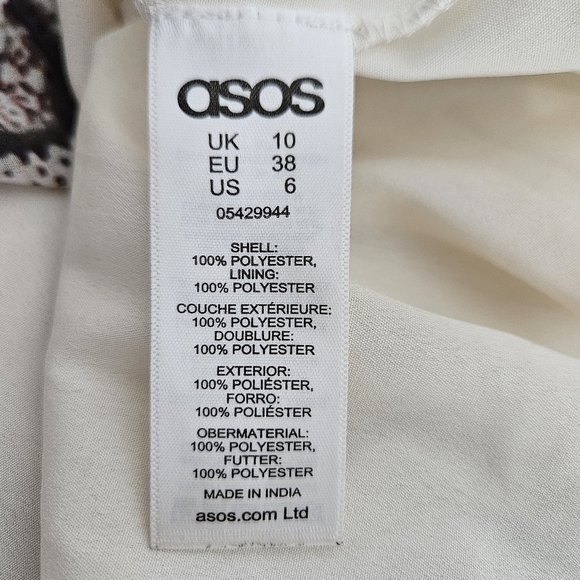 asos
UK 10
EU 38
US 6
05429944
SHELL:
100% POLYESTER,
LINING:
100% POLYESTER
COUCHE EXTÉRIEURE:
100% POLYESTER,
DOUBLURE:
100% POLYESTER
EXTERIOR:
100% POLIÉSTER,
FORRO:
100% POLIÉSTER
OBERMATERIAL:
100% POLYESTER,
FUTTER:
100% POLYESTER
MADE IN INDIA
asos.com Ltd